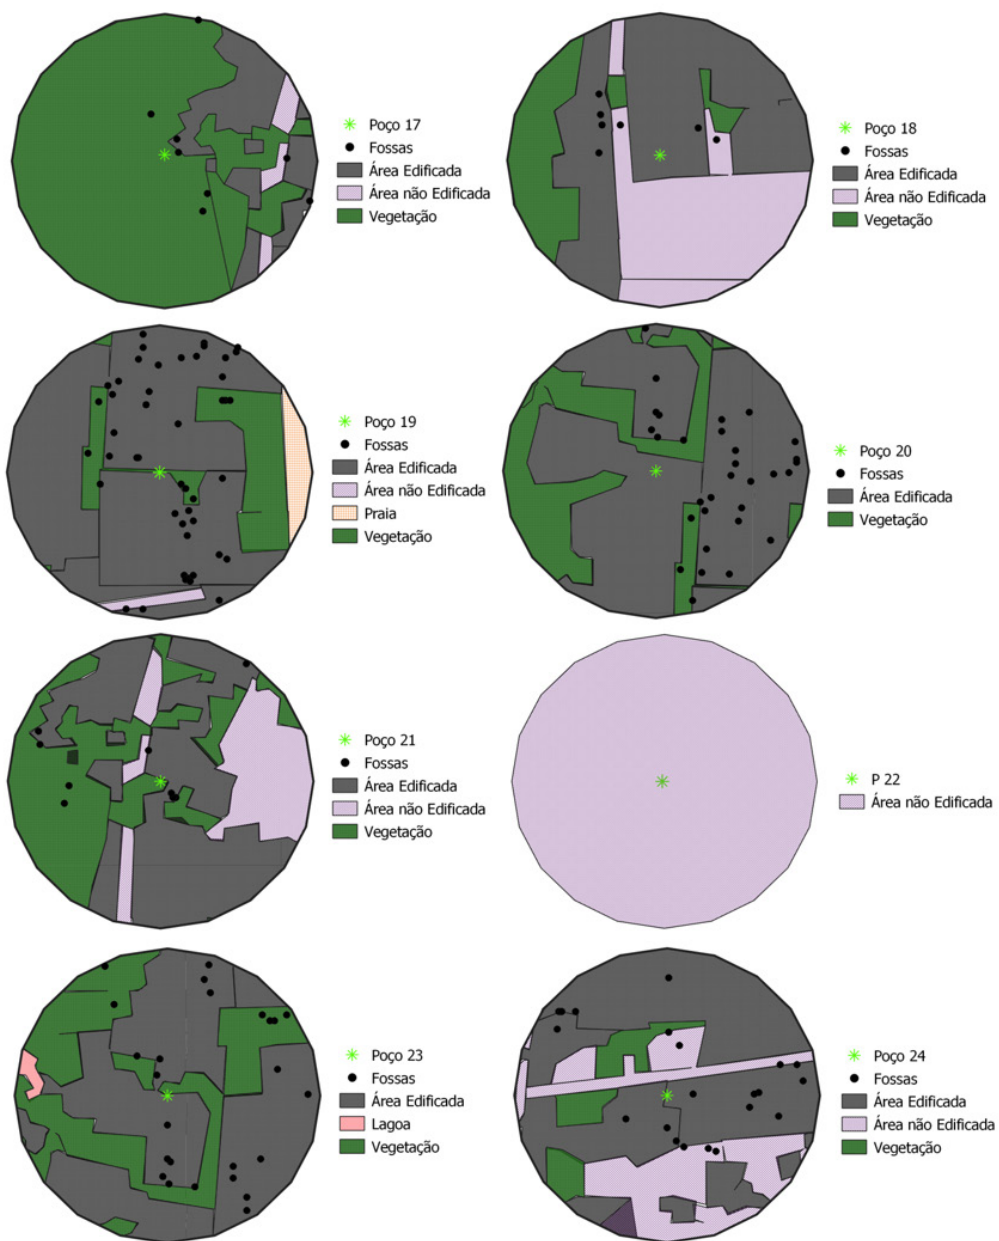 Poço 17
Fossas
Área Edificada
Área não Edificada
Vegetação
Poço 18
Fossas
Área Edificada
Área não Edificada
Vegetação
Poço 19
Fossas
Área Edificada
Área não Edificada
Praia
Vegetação
Poço 20
Fossas
Área Edificada
Vegetação
Poço 21
Fossas
Área Edificada
Área não Edificada
Vegetação
P 22
Área não Edificada
Poço 23
Fossas
Área Edificada
Lagoa
Vegetação
Poço 24
Fossas
Área Edificada
Área não Edificada
Vegetação